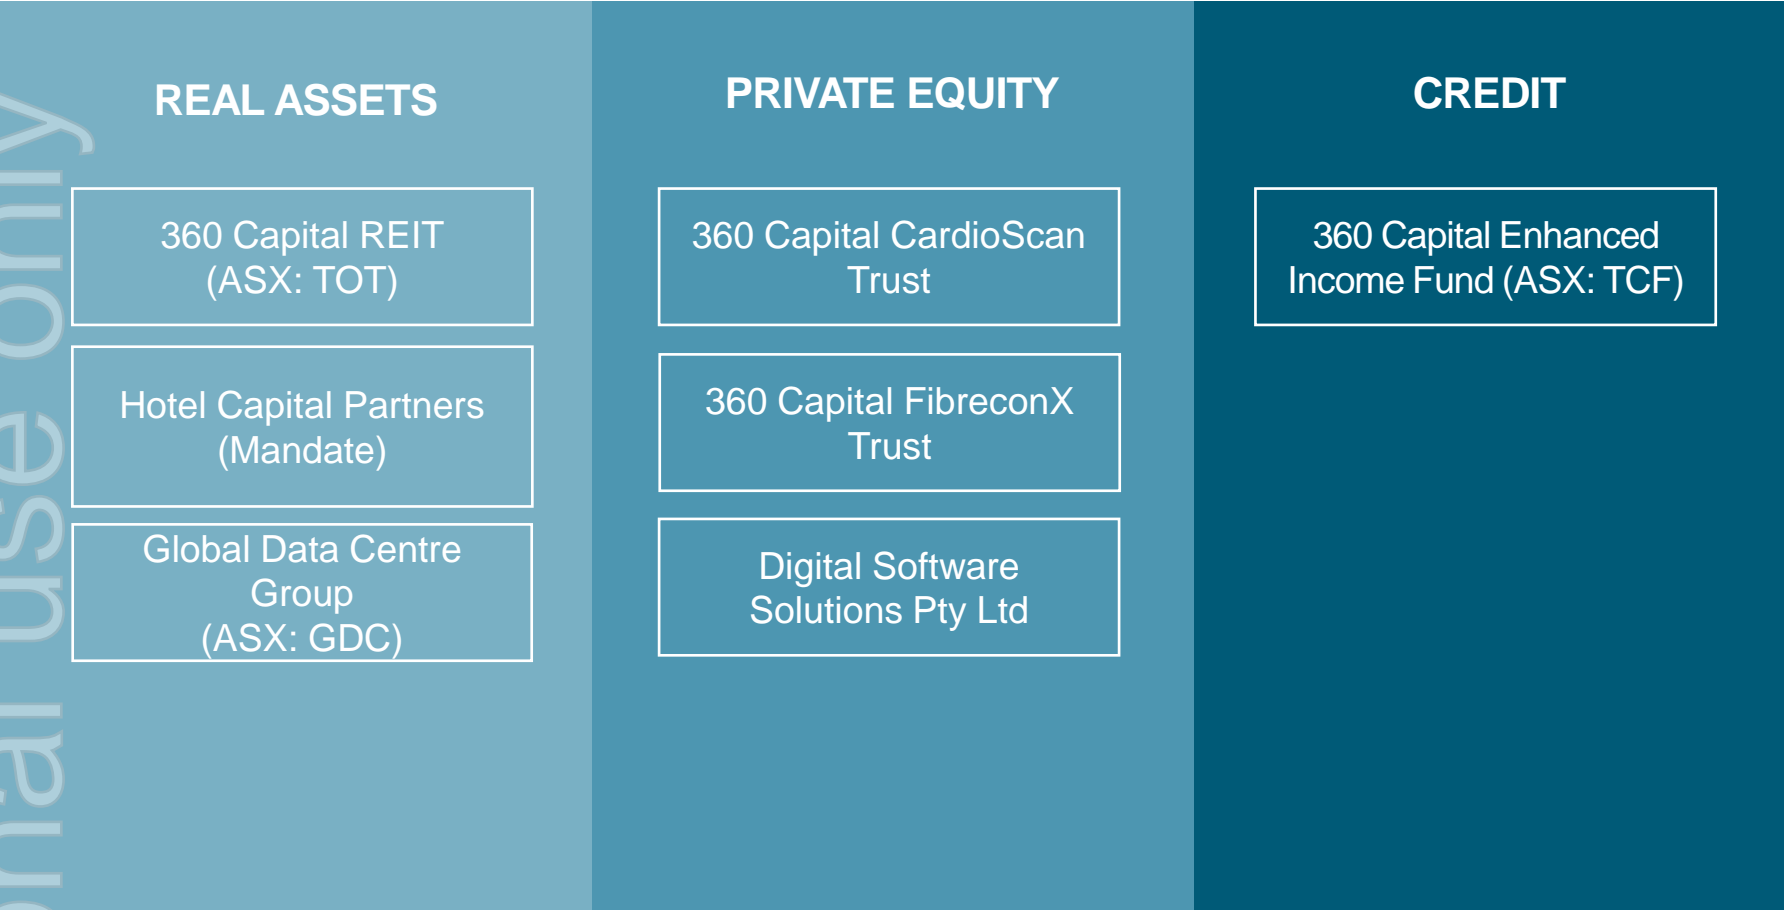 REAL ASSETS
360 Capital REIT
(ASX: TOT)
Hotel Capital Partners
(Mandate)
Global Data Centre
Group
(ASX: GDC)
PRIVATE EQUITY
360 Capital CardioScan
Trust
360 Capital FibreconX
Trust
Digital Software
Solutions Pty Ltd
CREDIT
360 Capital Enhanced
Income Fund (ASX: TCF)
use only